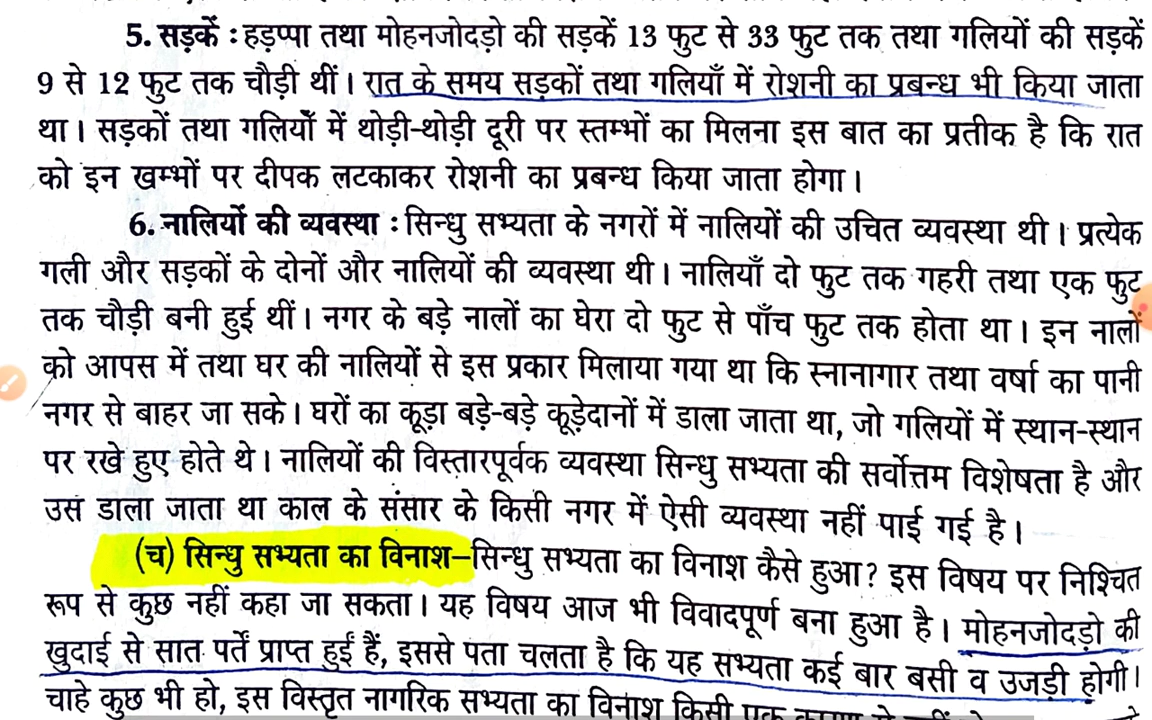 5. सड़कें : हड़प्पा तथा मोहनजोदड़ो की सड़कें 13 फुट से 33 फुट तक तथा गलियों की सड़कें
9 से 12 फुट तक चौड़ी थीं। रात के समय सड़कों तथा गलियाँ में रोशनी का प्रबन्ध भी किया जाता
था। सड़कों तथा गलियों में थोड़ी-थोड़ी दूरी पर स्तम्भों का मिलना इस बात का प्रतीक है कि रात
को इन खम्भों पर दीपक लटकाकर रोशनी का प्रबन्ध किया जाता होगा।
6. नालियों की व्यवस्था : सिन्धु सभ्यता के नगरों में नालियों की उचित व्यवस्था थी। प्रत्येक
गली और सड़कों के दोनों और नालियों की व्यवस्था थी। नालियाँ दो फुट तक गहरी तथा एक फुट
तक चौड़ी बनी हुई थीं। नगर के बड़े नालों का घेरा दो फुट से पाँच फुट तक होता था। इन नालों
को आपस में तथा घर की नालियों से इस प्रकार मिलाया गया था कि स्नानागार तथा वर्षा का पानी
नगर से बाहर जा सके। घरों का कूड़ा बड़े-बड़े कूड़ेदानों में डाला जाता था, जो गलियों में स्थान-स्थान
पर रखे हुए होते थे। नालियों की विस्तारपूर्वक व्यवस्था सिन्धु सभ्यता की सर्वोत्तम विशेषता है और
उस डाला जाता था काल के संसार के किसी नगर में ऐसी व्यवस्था नहीं पाई गई है।
(च) सिन्धु सभ्यता का विनाश–सिन्धु सभ्यता का विनाश कैसे हुआ? इस विषय पर निश्चित
रूप से कुछ नहीं कहा जा सकता। यह विषय आज भी विवादपूर्ण बना हुआ है। मोहनजोदड़ो की
खुदाई से सात पर्तें प्राप्त हुईं हैं, इससे पता चलता है कि यह सभ्यता कई बार बसी व उजड़ी होगी।
चाहे कुछ भी हो, इस विस्तृत नागरिक सभ्यता का विनाश किसी एक कारण से